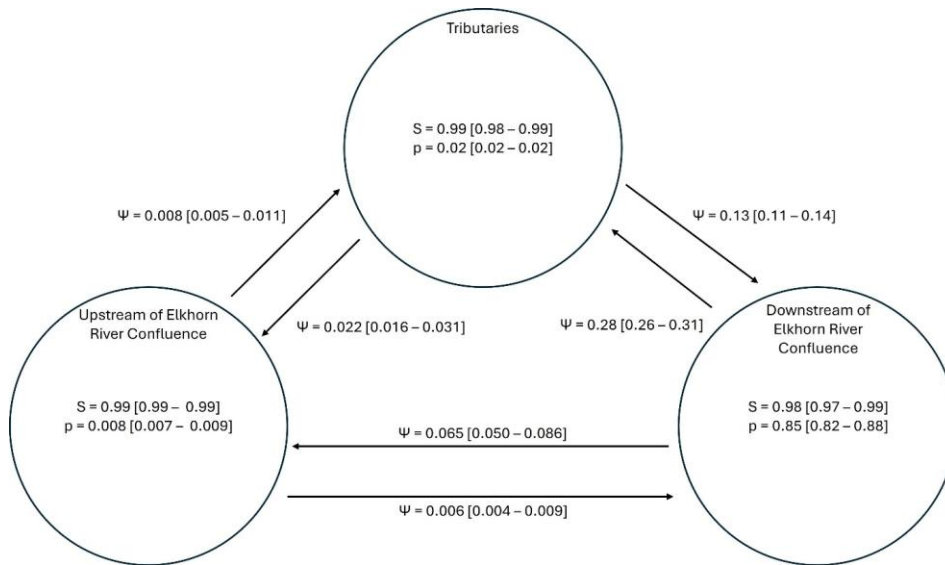 Tributaries
S = 0.99 [0.98 – 0.99]
p = 0.02 [0.02 – 0.02]
Ψ = 0.008 [0.005 – 0.011]
Ψ = 0.13 [0.11 – 0.14]
Ψ = 0.022 [0.016 – 0.031]
Ψ = 0.28 [0.26 – 0.31]
Upstream of Elkhorn
River Confluence
S = 0.99 [0.99 – 0.99]
p = 0.008 [0.007 – 0.009]
Downstream of
Elkhorn River
Confluence
S = 0.98 [0.97 – 0.99]
p = 0.85 [0.82 – 0.88]
Ψ = 0.065 [0.050 – 0.086]
Ψ = 0.006 [0.004 – 0.009]